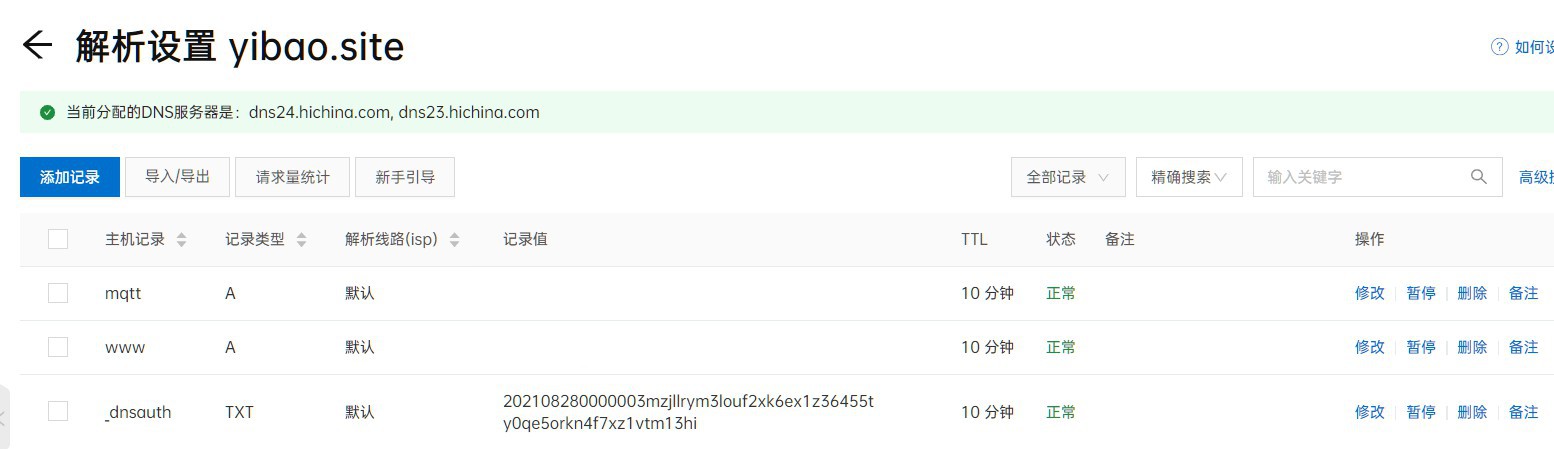 解析设置 yibao.site
如何设
当前分配的DNS服务器是：dns24.hichina.com, dns23.hichina.com
添加记录 导入/导出 请求量统计 新手引导 全部记录 精确搜索 输入关键字 高级搜
主机记录 记录类型 解析线路(isp) 记录值 TTL 状态 备注 操作
mqtt A 默认 10 分钟 正常 修改 暂停 删除 备注
www A 默认 10 分钟 正常 修改 暂停 删除 备注
_dnsauth TXT 默认 202108280000003mzjllrym3louf2xk6ex1z36455t 10 分钟 正常 修改 暂停 删除 备注
y0qe5orkn4f7xz1vtm13hi